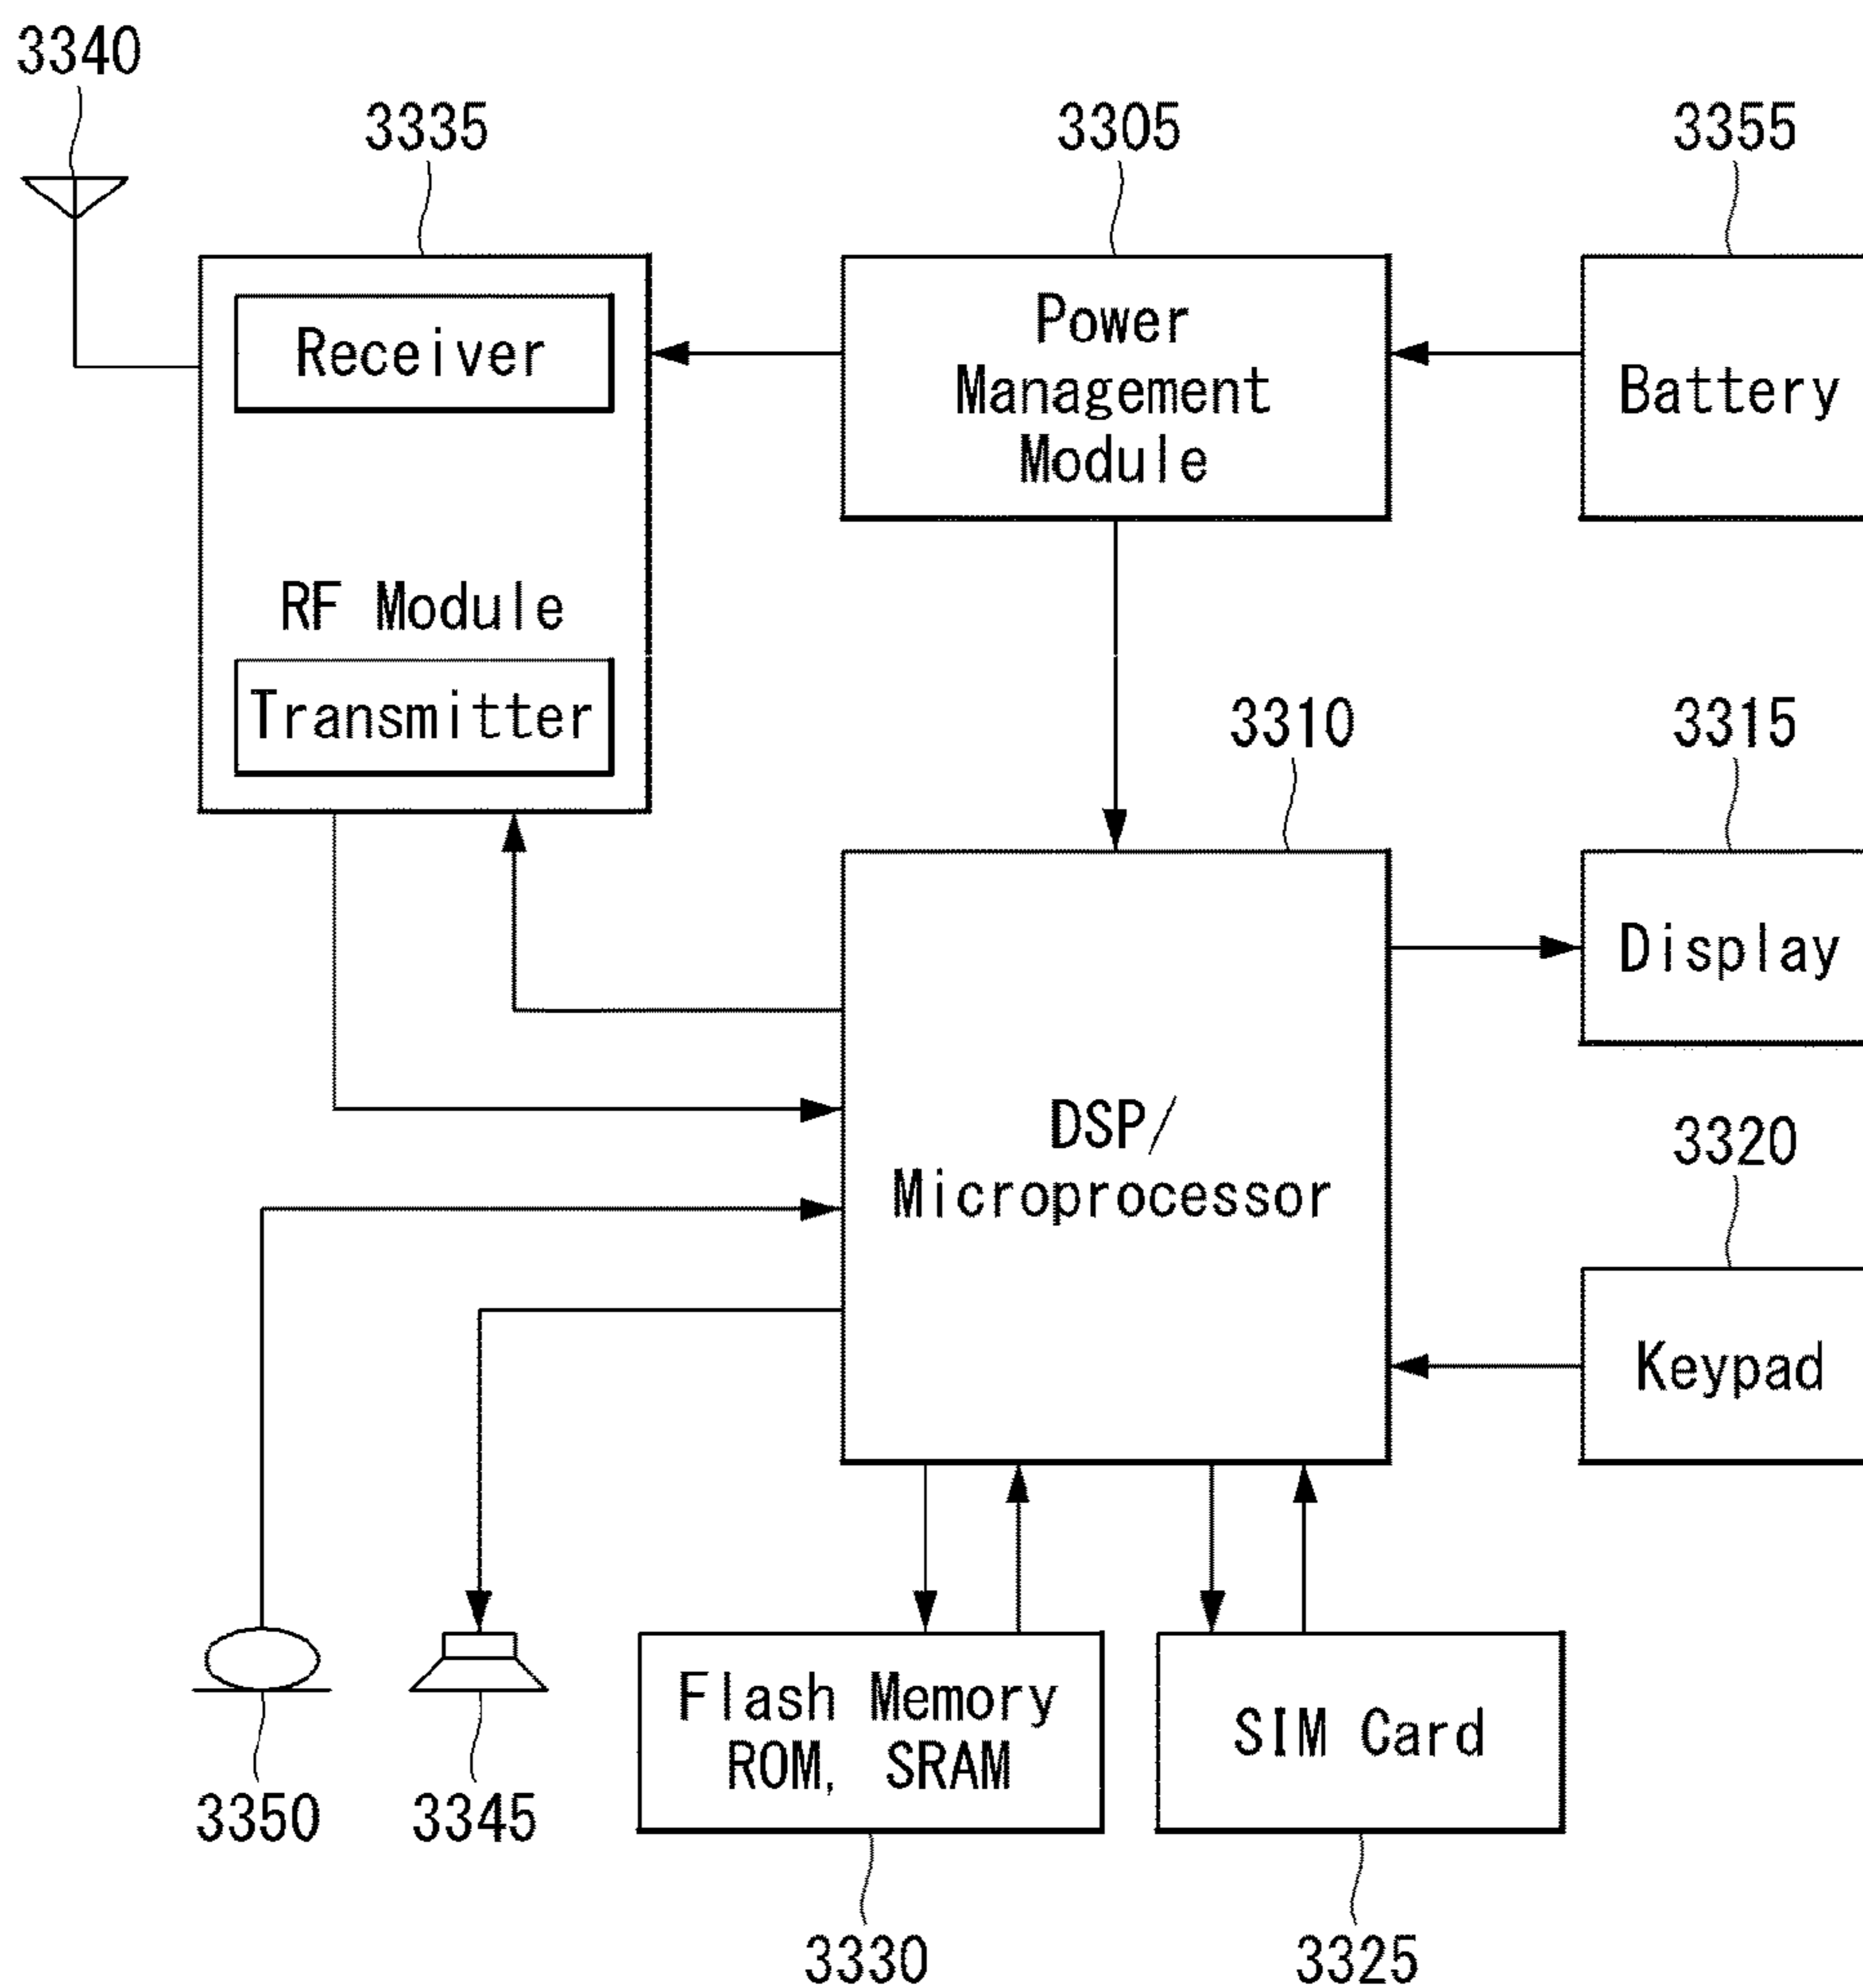 3340
3335
3305
3355
Receiver
Power
Management
Module
Battery
RF Module
Transmitter
3310
3315
Display
DSP/
Microprocessor
3320
Keypad
Flash Memory
ROM, SRAM
SIM Card
3350
3345
3330
3325